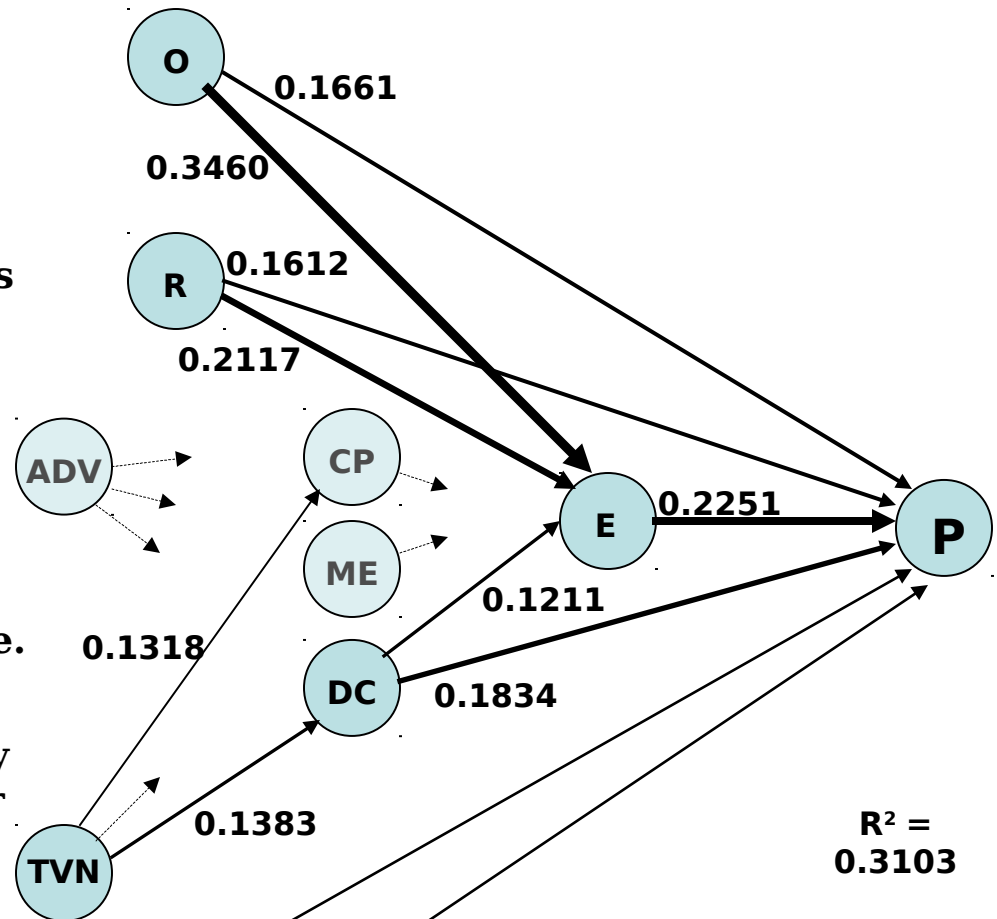 O
0.1661
0.3460
R
0.1612
s
0.2117
ADV
CP
0.2251
E
P
ME
0.1211
e.
0.1318
DC
0.1834
y
0.1383
R² =
0.3103
TVN